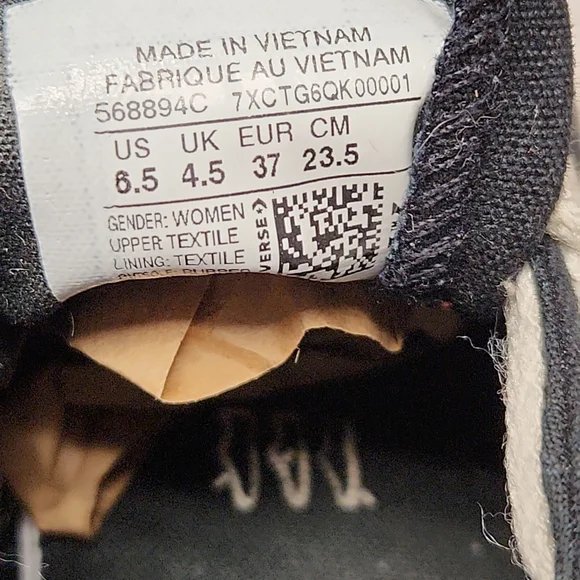 MADE IN VIETNAM
FABRIQUE AU VIETNAM
568894C 7XCTG6QK00001
US UK EUR CM
6.5 4.5 37 23.5
GENDER: WOMEN
UPPER: TEXTILE
LINING: TEXTILE